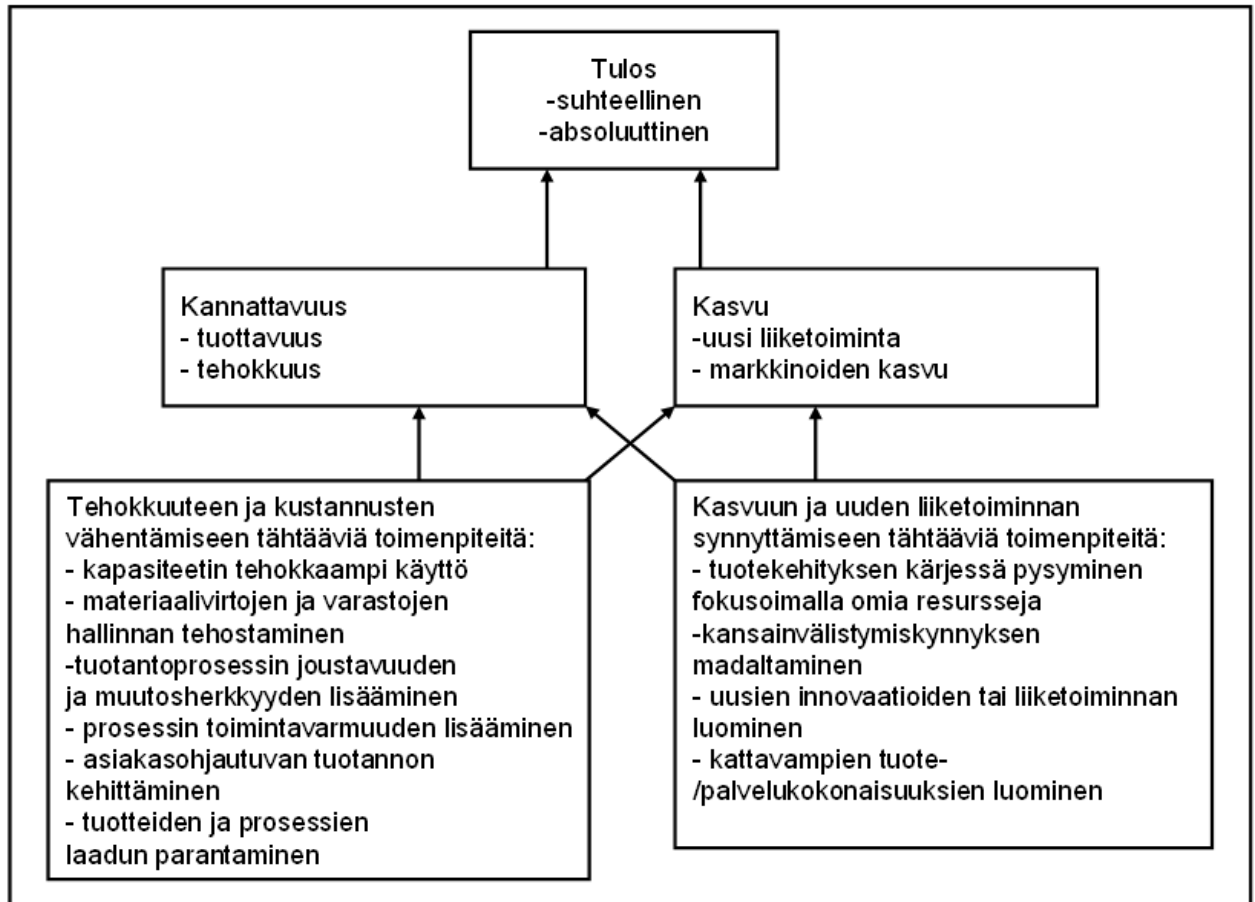 Tulos
-suhteellinen
-absoluuttinen
Kannattavuus
- tuottavuus
- tehokkuus
Kasvu
-uusi liiketoiminta
- markkinoiden kasvu
Tehokkuuteen ja kustannusten
vähentämiseen tähtääviä toimenpiteitä:
- kapasiteetin tehokkaampi käyttö
- materiaalivirtojen ja varastojen
hallinnan tehostaminen
-tuotantoprosessin joustavuuden
ja muutosherkkyyden lisääminen
- prosessin toimintavarmuuden lisääminen
- asiakasohjautuvan tuotannon
kehittäminen
- tuotteiden ja prosessien
laadun parantaminen
Kasvuun ja uuden liiketoiminnan
synnyttämiseen tähtääviä toimenpiteitä:
- tuotekehityksen kärjessä pysyminen
fokusoimalla omia resursseja
-kansainvälistymiskynnyksen
madaltaminen
- uusien innovaatioiden tai liiketoiminnan
luominen
- kattavampien tuote-
/palvelukokonaisuuksien luominen